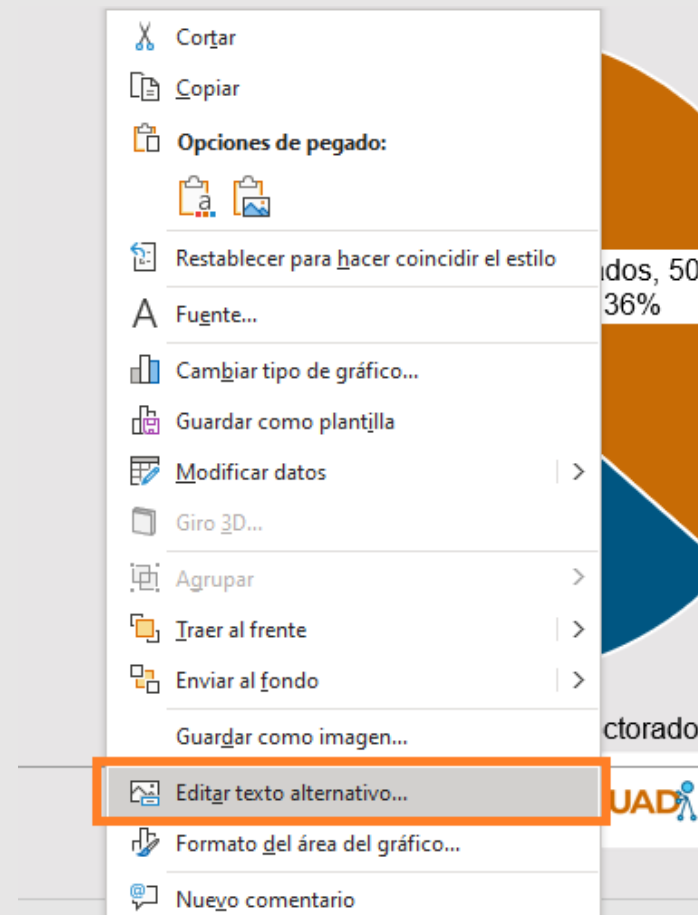 Cortar
Copiar
Opciones de pegado:
a
Restablecer para hacer coincidir el estilo
A Fuente...
Cambiar tipo de gráfico...
Guardar como plantilla
Modificar datos
Giro 3D...
Agrupar
Traer al frente
Enviar al fondo
Guardar como imagen...
Editar texto alternativo...
Formato del área del gráfico...
Nuevo comentario
dos, 50
36%
ctorado
UAD